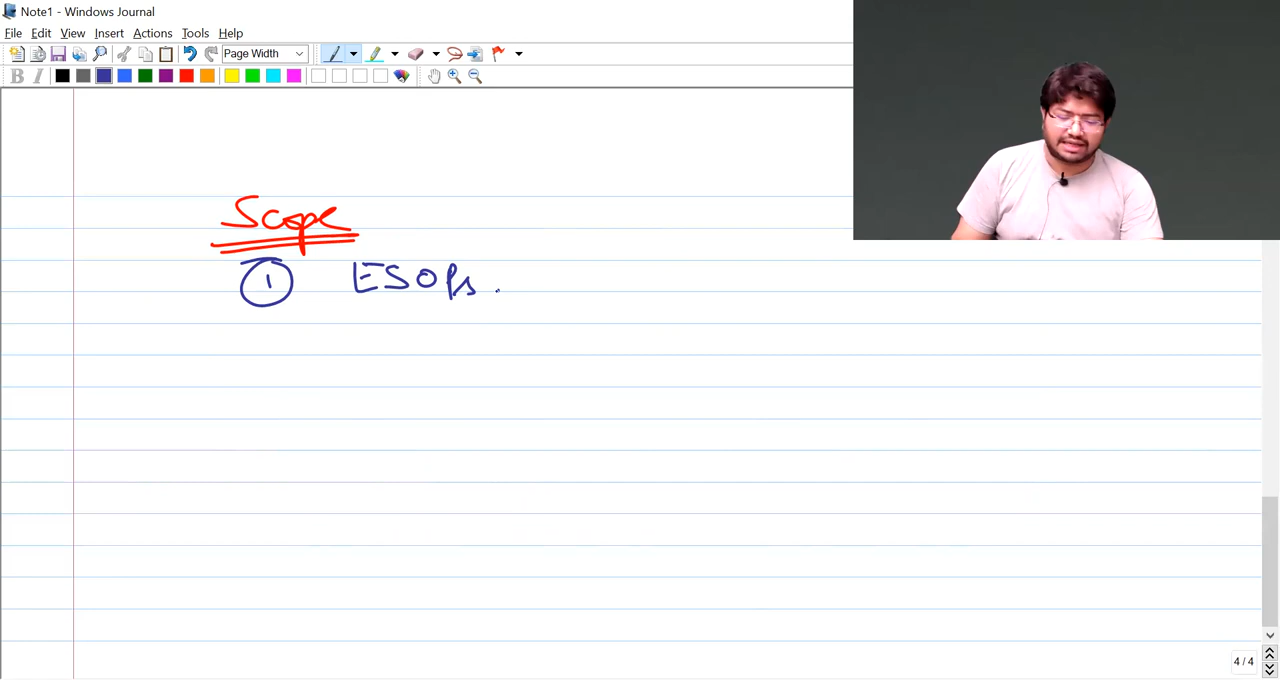 Note1 - Windows Journal
File Edit View Insert Actions Tools Help
Page Width
B I
Scope
1 ESOPs.
4 / 4